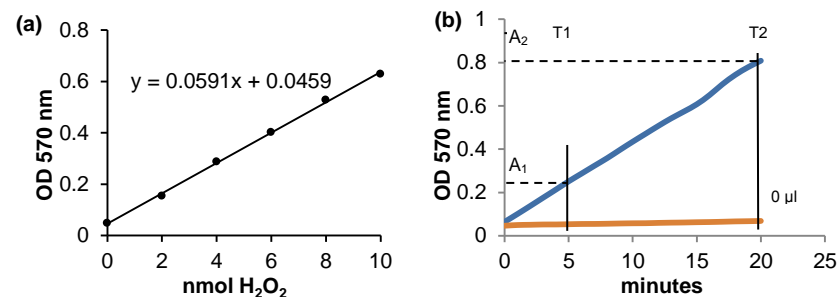 (a)
y = 0.0591x + 0.0459
OD 570 nm
0.8
0.6
0.4
0.2
0
0 2 4 6 8 10
nmol H₂O₂
(b)
OD 570 nm
1
0.8
0.6
0.4
0.2
0
A₂ T1 T2
A₁
0 µl
0 5 10 15 20 25
minutes